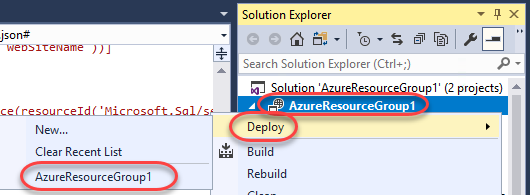 .json#
webSiteName'))]
ce(resourceId('Microsoft.Sql/se
New...
Clear Recent List
AzureResourceGroup1
Solution Explorer
Search Solution Explorer (Ctrl+;)
Solution 'AzureResourceGroup1' (2 projects)
AzureResourceGroup1
Deploy
Build
Rebuild
Clean